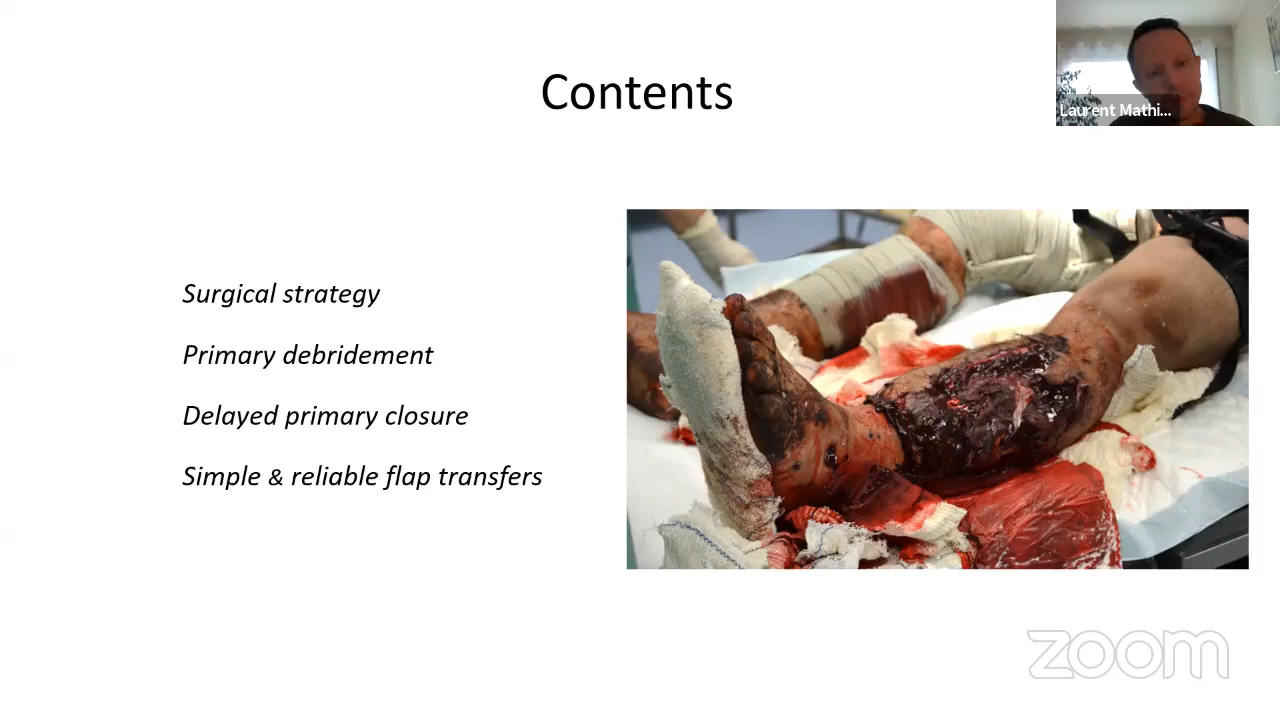 Contents
Laurent Mathi...
Surgical strategy
Primary debridement
Delayed primary closure
Simple & reliable flap transfers
zoom